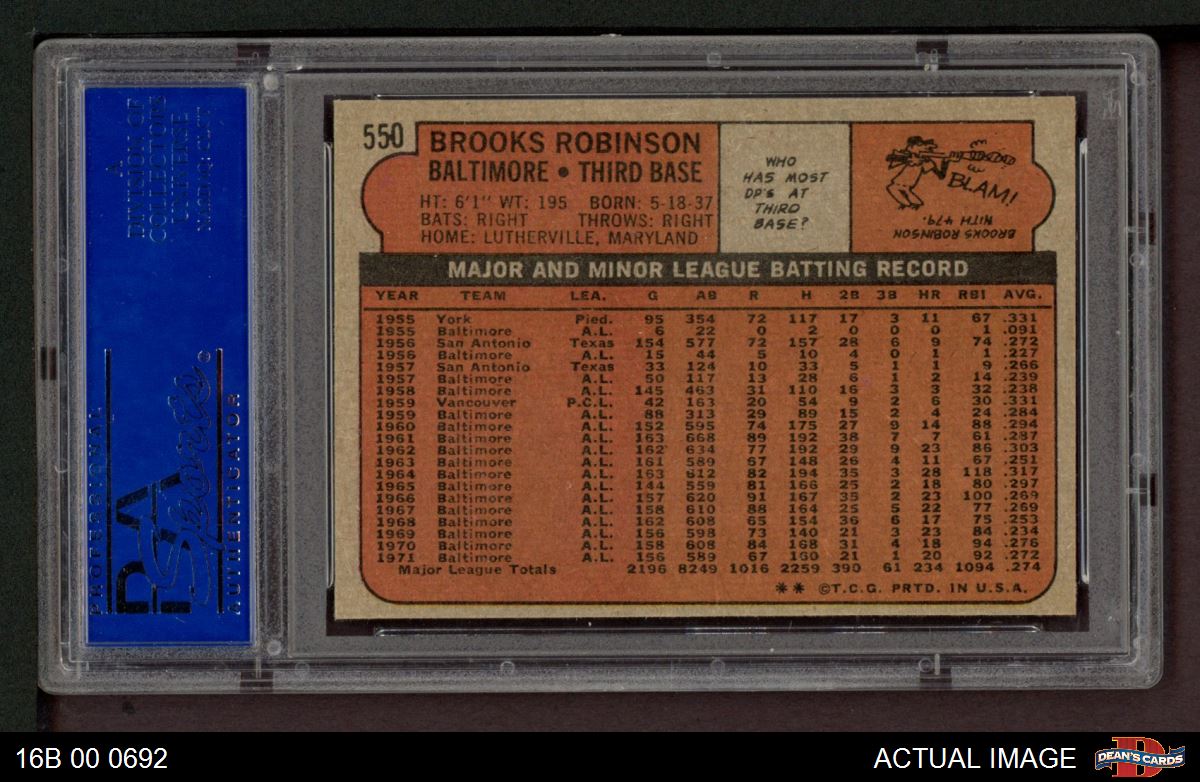 A
DIVISION OF
COLLECTORS
UNIVERSE
NASDQ: CLCT
PROFESSIONAL
PSA
Sports
AUTHENTICATOR
550
BROOKS ROBINSON
BALTIMORE • THIRD BASE
HT: 6'1" WT: 195 BORN: 5-18-37
BATS: RIGHT THROWS: RIGHT
HOME: LUTHERVILLE, MARYLAND
WHO
HAS MOST
DP'S AT
THIRD
BASE?
BLAM!
BROOKS ROBINSON
WITH 479.
MAJOR AND MINOR LEAGUE BATTING RECORD
YEAR TEAM LEA. G AB R H 2B 3B HR RBI AVG.
1955 York Pied. 95 354 72 117 17 3 11 67 .331
1955 Baltimore A.L. 6 22 0 2 0 0 0 1 .091
1956 San Antonio Texas 154 577 72 157 28 6 9 74 .272
1956 Baltimore A.L. 15 44 5 10 4 0 1 1 .227
1957 San Antonio Texas 33 124 10 33 5 1 1 9 .266
1957 Baltimore A.L. 50 117 13 28 6 1 2 14 .239
1958 Baltimore A.L. 145 463 31 110 16 3 3 32 .238
1959 Vancouver P.C.L. 42 163 20 54 9 2 6 30 .331
1959 Baltimore A.L. 88 313 29 89 15 2 4 24 .284
1960 Baltimore A.L. 152 595 74 175 27 9 14 88 .294
1961 Baltimore A.L. 163 668 89 192 38 7 7 61 .287
1962 Baltimore A.L. 162 634 77 192 29 9 23 86 .303
1963 Baltimore A.L. 161 589 67 148 26 4 11 67 .251
1964 Baltimore A.L. 163 612 82 194 35 3 28 118 .317
1965 Baltimore A.L. 144 559 81 166 25 2 18 80 .297
1966 Baltimore A.L. 157 620 91 167 35 2 23 100 .269
1967 Baltimore A.L. 158 610 88 164 25 5 22 77 .269
1968 Baltimore A.L. 162 608 65 154 36 6 17 75 .253
1969 Baltimore A.L. 156 598 73 140 21 3 23 84 .234
1970 Baltimore A.L. 158 608 84 168 31 4 18 94 .276
1971 Baltimore A.L. 156 589 67 160 21 1 20 92 .272
Major League Totals 2196 8249 1016 2259 390 61 234 1094 .274
** ©T.C.G. PRTD. IN U.S.A.
16B 00 0692
ACTUAL IMAGE
D
DEAN'S CARDS